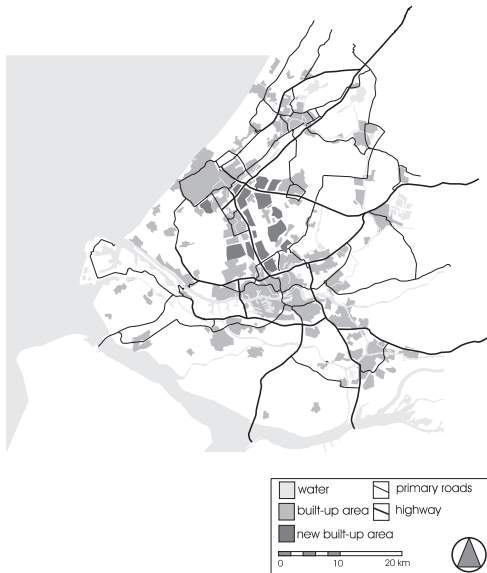 water
primary roads
built-up area
highway
new built-up area
0 10 20 km